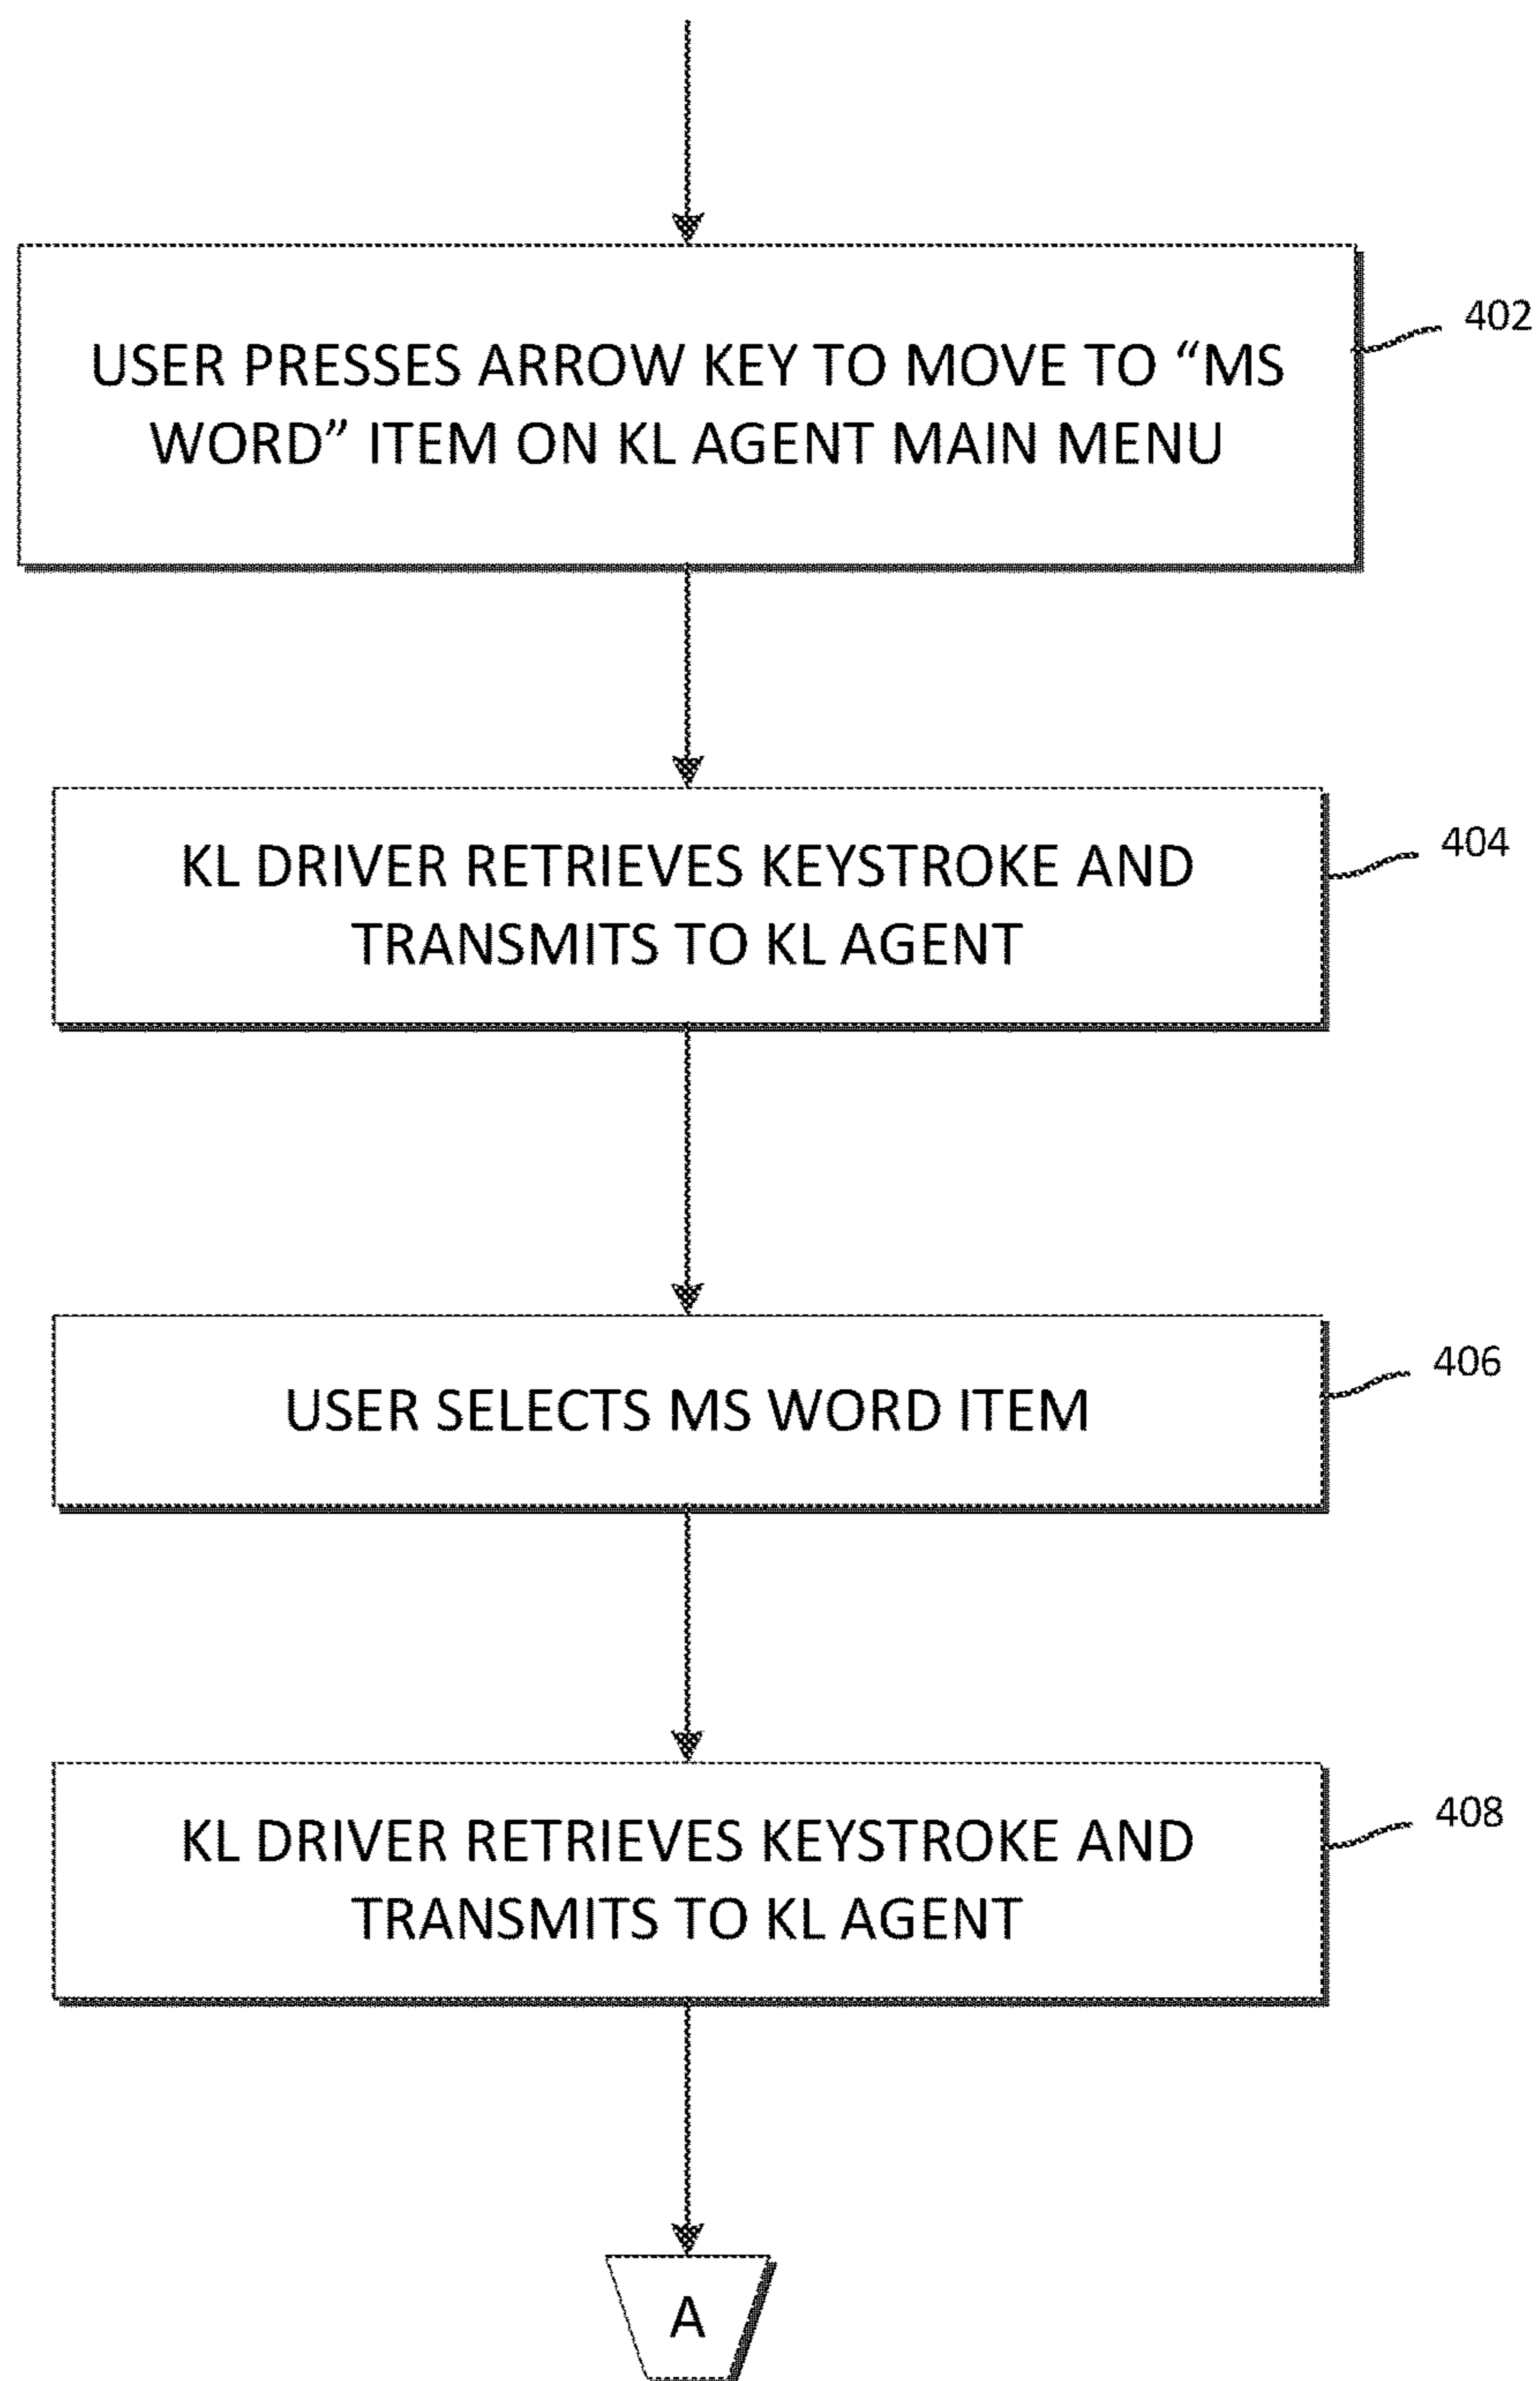 402
USER PRESSES ARROW KEY TO MOVE TO “MS
WORD” ITEM ON KL AGENT MAIN MENU
404
KL DRIVER RETRIEVES KEYSTROKE AND
TRANSMITS TO KL AGENT
406
USER SELECTS MS WORD ITEM
408
KL DRIVER RETRIEVES KEYSTROKE AND
TRANSMITS TO KL AGENT
A